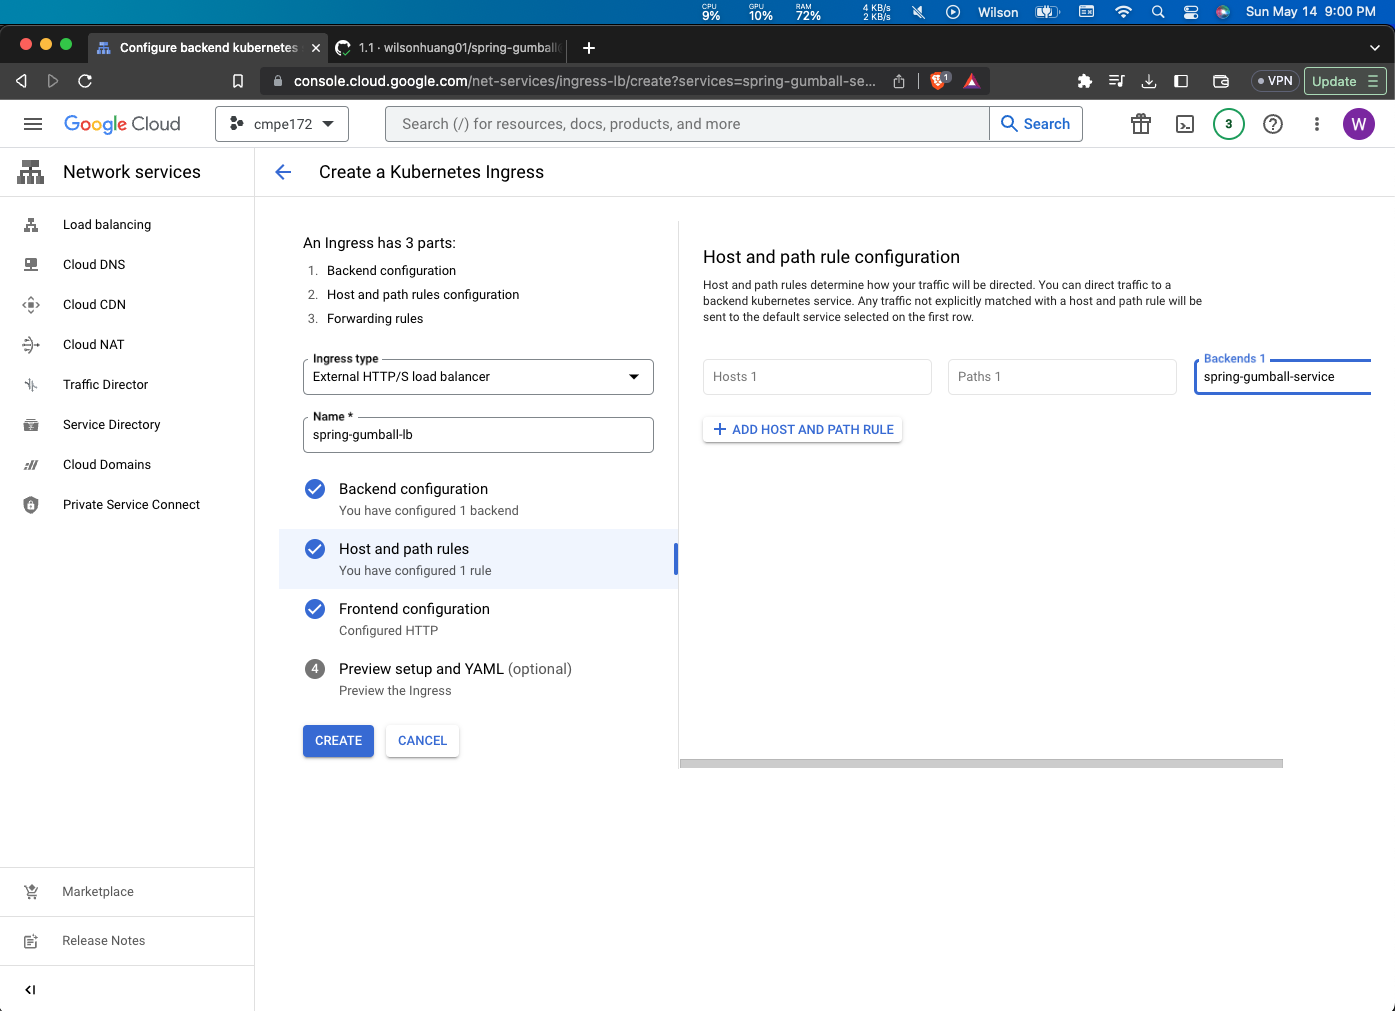 CPU
9%
GPU
10%
RAM
72%
4 KB/s
2 KB/s
Wilson
Sun May 14 9:00 PM
Configure backend kubernetes
1.1 · wilsonhuang01/spring-gumball
console.cloud.google.com/net-services/ingress-lb/create?services=spring-gumball-se...
1
VPN
Update
Google Cloud
cmpe172
Search (/) for resources, docs, products, and more
Search
3
W
Network services
Create a Kubernetes Ingress
Load balancing
Cloud DNS
Cloud CDN
Cloud NAT
Traffic Director
Service Directory
Cloud Domains
Private Service Connect
Marketplace
Release Notes
An Ingress has 3 parts:
1. Backend configuration
2. Host and path rules configuration
3. Forwarding rules
Ingress type
External HTTP/S load balancer
Name *
spring-gumball-lb
Backend configuration
You have configured 1 backend
Host and path rules
You have configured 1 rule
Frontend configuration
Configured HTTP
4 Preview setup and YAML (optional)
Preview the Ingress
CREATE
CANCEL
Host and path rule configuration
Host and path rules determine how your traffic will be directed. You can direct traffic to a
backend kubernetes service. Any traffic not explicitly matched with a host and path rule will be
sent to the default service selected on the first row.
Hosts 1
Paths 1
Backends 1
spring-gumball-service
ADD HOST AND PATH RULE